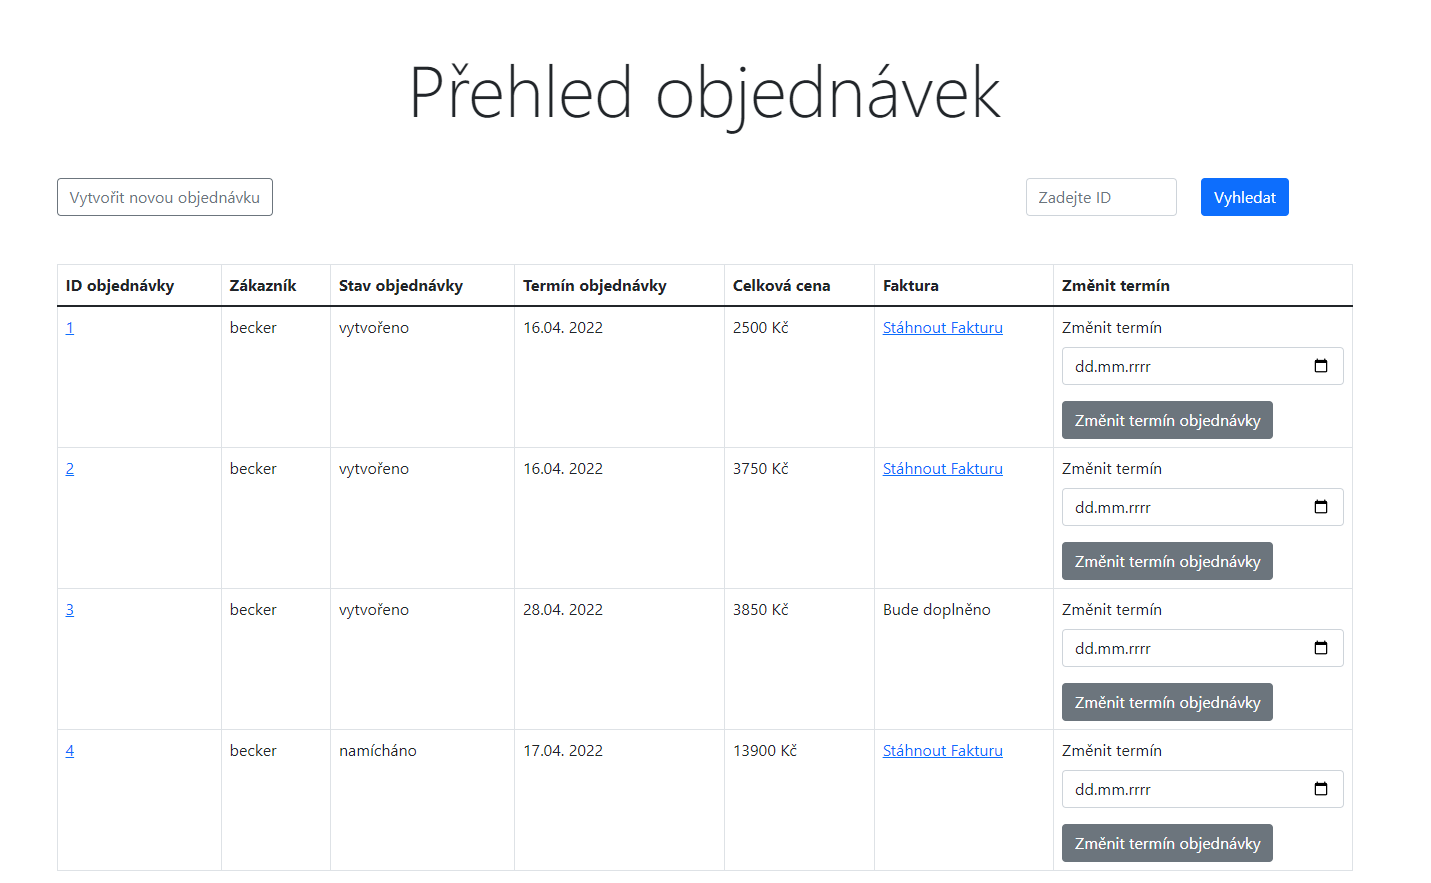 Přehled objednávek
Vytvořit novou objednávku Zadejte ID Vyhledat
ID objednávky Zákazník Stav objednávky Termín objednávky Celková cena Faktura Změnit termín
1 becker vytvořeno 16.04. 2022 2500 Kč Stáhnout Fakturu Změnit termín
dd.mm.rrrr
Změnit termín objednávky
2 becker vytvořeno 16.04. 2022 3750 Kč Stáhnout Fakturu Změnit termín
dd.mm.rrrr
Změnit termín objednávky
3 becker vytvořeno 28.04. 2022 3850 Kč Bude doplněno Změnit termín
dd.mm.rrrr
Změnit termín objednávky
4 becker namícháno 17.04. 2022 13900 Kč Stáhnout Fakturu Změnit termín
dd.mm.rrrr
Změnit termín objednávky